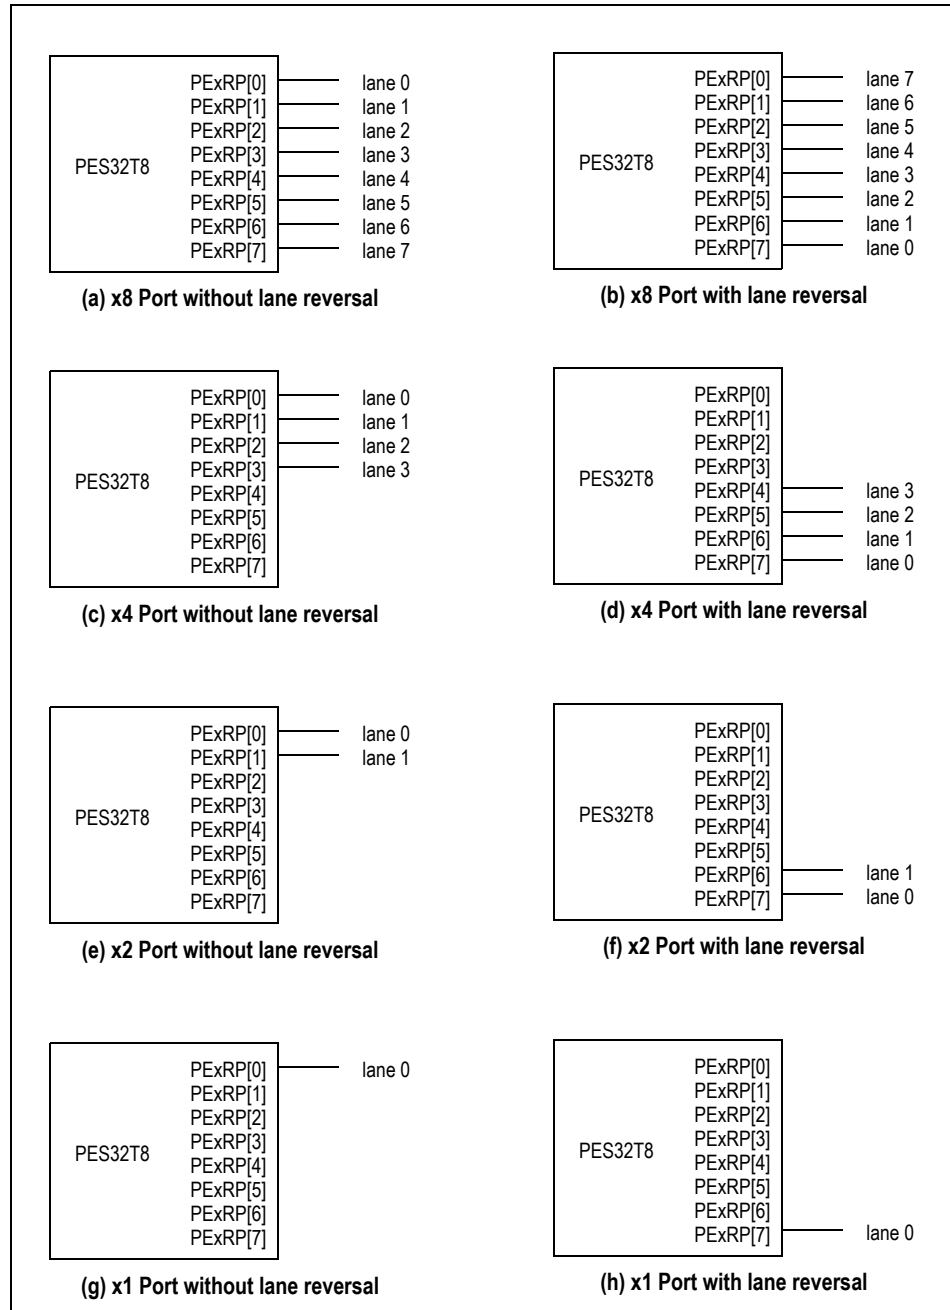 PExRP[0] lane 0
PExRP[1] lane 1
PExRP[2] lane 2
PExRP[3] lane 3
PES32T8
PExRP[4] lane 4
PExRP[5] lane 5
PExRP[6] lane 6
PExRP[7] lane 7
(a) x8 Port without lane reversal
PExRP[0] lane 7
PExRP[1] lane 6
PExRP[2] lane 5
PExRP[3] lane 4
PES32T8
PExRP[4] lane 3
PExRP[5] lane 2
PExRP[6] lane 1
PExRP[7] lane 0
(b) x8 Port with lane reversal
PExRP[0] lane 0
PExRP[1] lane 1
PExRP[2] lane 2
PExRP[3] lane 3
PES32T8
PExRP[4]
PExRP[5]
PExRP[6]
PExRP[7]
(c) x4 Port without lane reversal
PExRP[0]
PExRP[1]
PExRP[2]
PExRP[3]
PES32T8
PExRP[4] lane 3
PExRP[5] lane 2
PExRP[6] lane 1
PExRP[7] lane 0
(d) x4 Port with lane reversal
PExRP[0] lane 0
PExRP[1] lane 1
PExRP[2]
PExRP[3]
PES32T8
PExRP[4]
PExRP[5]
PExRP[6]
PExRP[7]
(e) x2 Port without lane reversal
PExRP[0]
PExRP[1]
PExRP[2]
PExRP[3]
PES32T8
PExRP[4]
PExRP[5]
PExRP[6] lane 1
PExRP[7] lane 0
(f) x2 Port with lane reversal
PExRP[0] lane 0
PExRP[1]
PExRP[2]
PExRP[3]
PES32T8
PExRP[4]
PExRP[5]
PExRP[6]
PExRP[7]
(g) x1 Port without lane reversal
PExRP[0]
PExRP[1]
PExRP[2]
PExRP[3]
PES32T8
PExRP[4]
PExRP[5]
PExRP[6]
PExRP[7] lane 0
(h) x1 Port with lane reversal